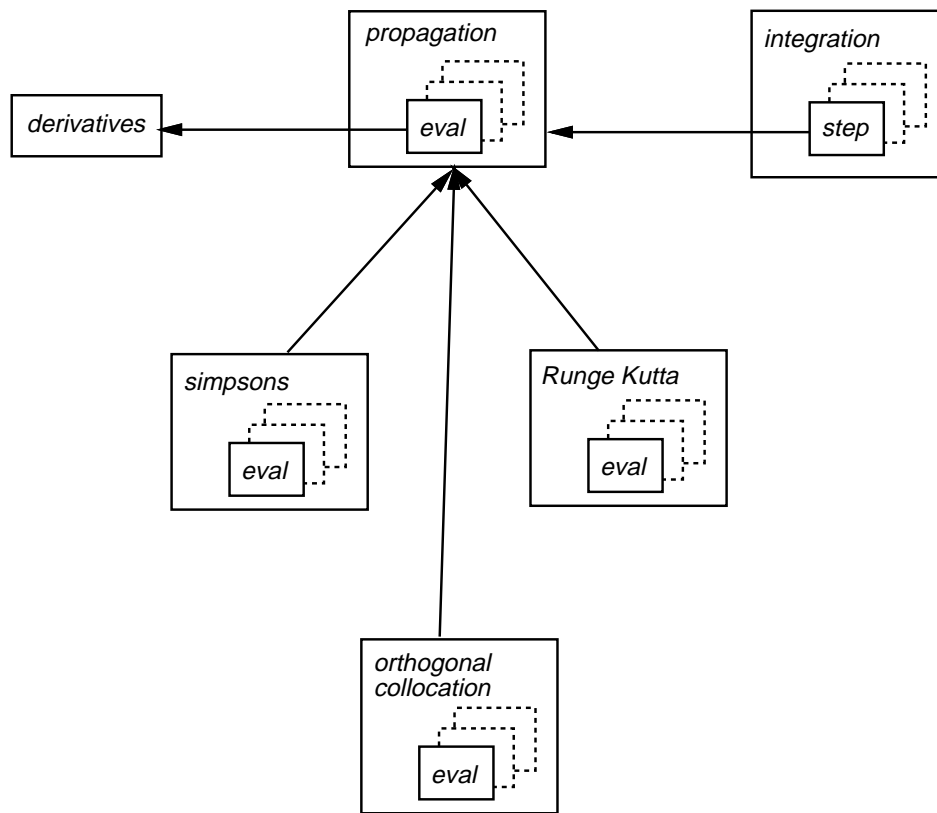 propagation
integration
derivatives
eval
step
simpsons
eval
Runge Kutta
eval
orthogonal
collocation
eval